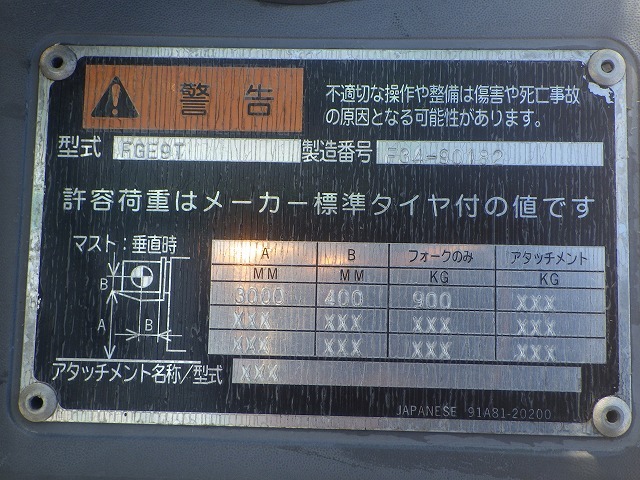 警告
不適切な操作や整備は傷害や死亡事故
の原因となる可能性があります。
型式 FGE9T 製造番号
許容荷重はメーカー標準タイヤ付の値です
マスト：垂直時
B
A
B
A B フォークのみ アタッチメント
MM MM KG KG
3000 400 900 XXX
XXX XXX XXX XXX
XXX XXX XXX XXX
アタッチメント名称/型式 XXX
JAPANESE 91A81-20200